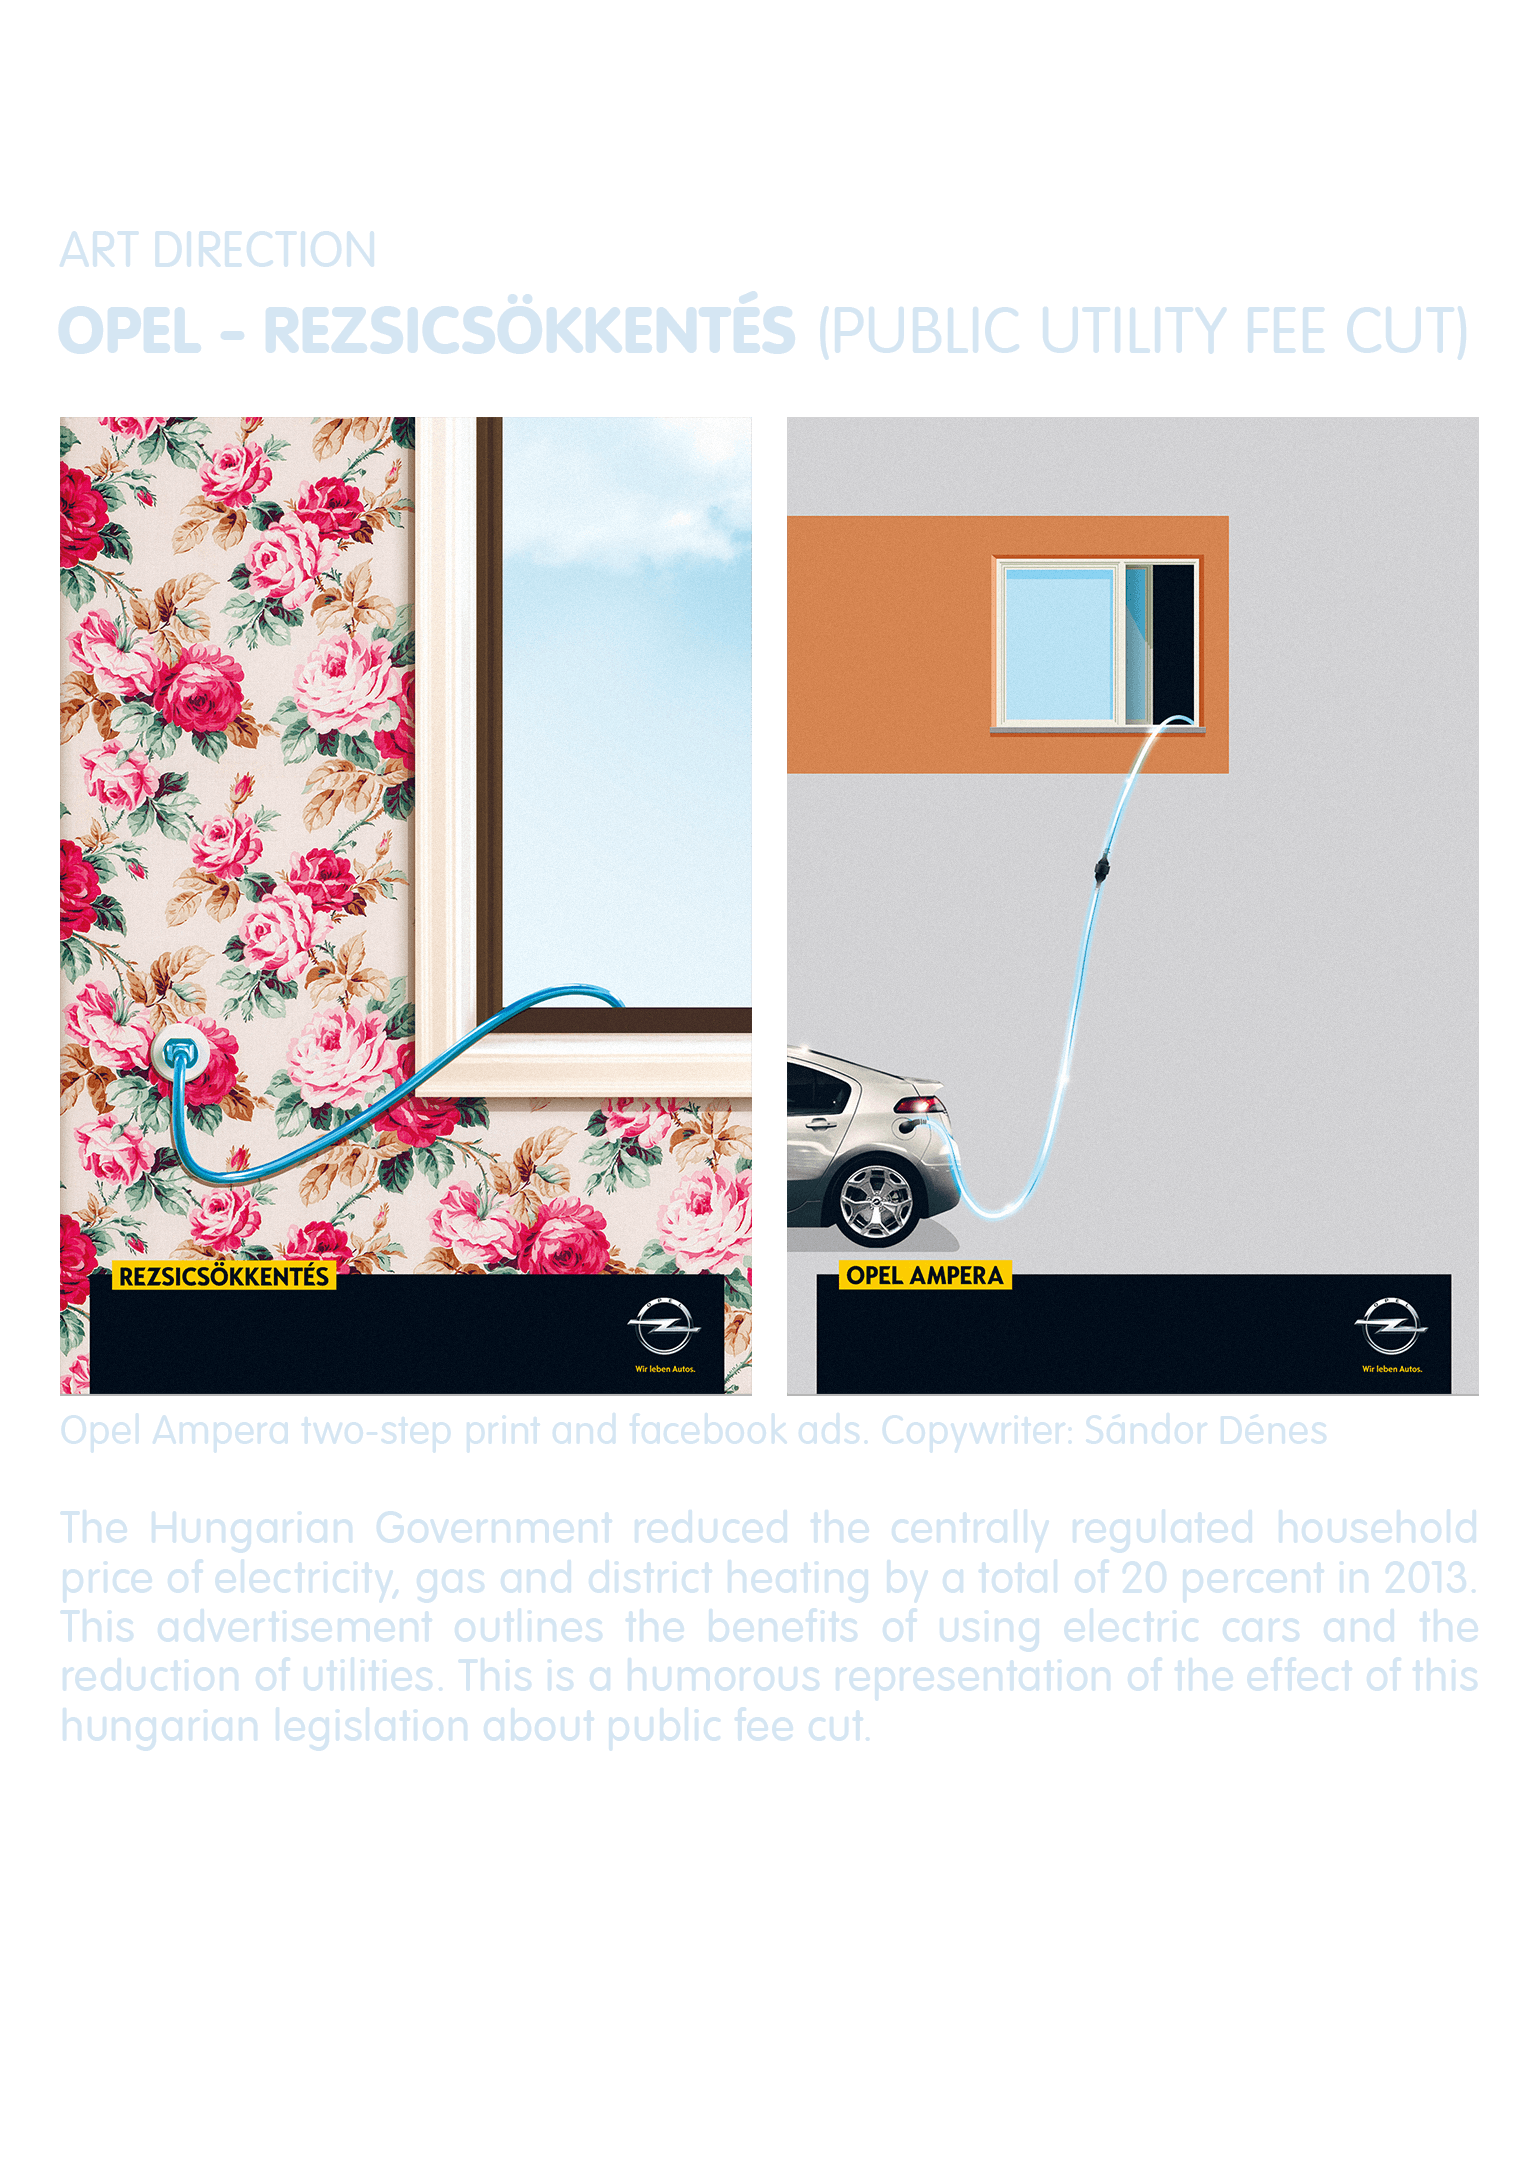 ART DIRECTION
OPEL - REZSICSÖKKENTÉS (PUBLIC UTILITY FEE CUT)
REZSICSÖKKENTÉS
OPEL
Wir leben Autos.
OPEL AMPERA
OPEL
Wir leben Autos.
Opel Ampera two-step print and facebook ads. Copywriter: Sándor Dénes
The Hungarian Government reduced the centrally regulated household
price of electricity, gas and district heating by a total of 20 percent in 2013.
This advertisement outlines the benefits of using electric cars and the
reduction of utilities. This is a humorous representation of the effect of this
hungarian legislation about public fee cut.